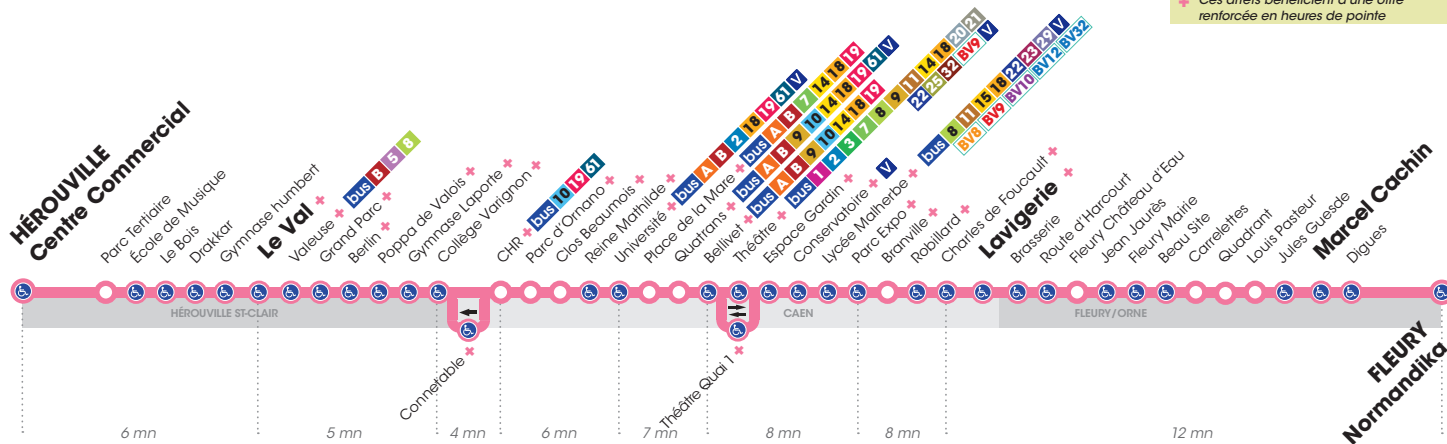 Ces arrêts bénéficient d'une offre
renforcée en heures de pointe
HÉROUVILLE
Centre Commercial
Parc Tertiaire
École de Musique
Le Bois
Drakkar
Gymnase humbert
Le Val
Valeuse bus B 5 8
Grand Parc
Berlin
Poppa de Valois
Gymnase Laporte
Collège Varignon
CHR bus 10 19 61
Parc d'Ornano
Clos Beaumois
Reine Mathilde
Université bus A B 2 18 19 61 V
Place de la Mare bus A B 7 14 18 19
Quatrans bus A B 9 10 14 18 19 61 V
Bellivet bus A B 9 10 14 18 19
Théâtre bus 1 2 3 7 8 9 11 14 18 20 21
22 25 32 BV9 V
Espace Gardin
Conservatoire V
Lycée Malherbe bus 8 11 15 18 22 23 29 V
BV8 BV9 BV10 BV12 BV32
Parc Expo
Branville
Robillard
Charles de Foucault
Lavigerie
Brasserie
Route d'Harcourt
Fleury Château d'Eau
Jean Jaurès
Fleury Mairie
Beau Site
Carrelettes
Quadrant
Louis Pasteur
Jules Guesde
Marcel Cachin
Digues
FLEURY
Normandika
HÉROUVILLE ST-CLAIR
CAEN
FLEURY/ORNE
Connetable
Théâtre Quai 1
6 mn
5 mn
4 mn
6 mn
7 mn
8 mn
8 mn
12 mn